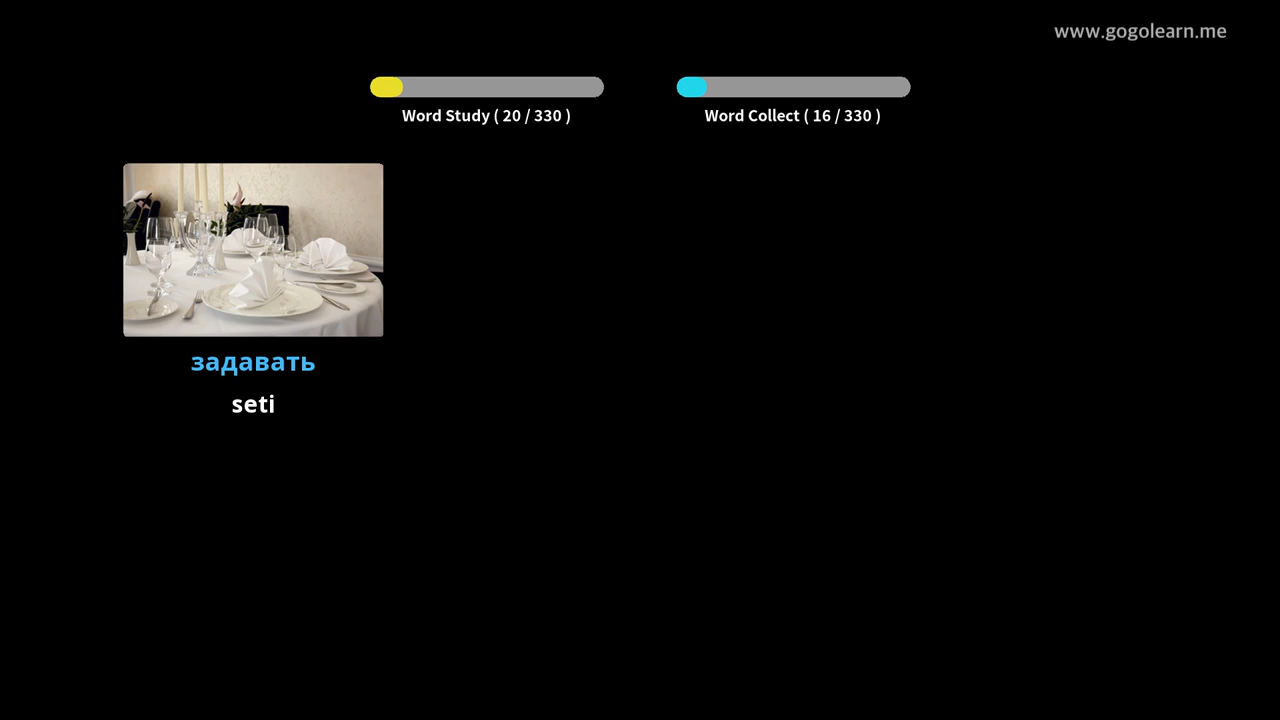 www.gogolearn.me
Word Study ( 20 / 330 )
Word Collect ( 16 / 330 )
задавать
seti